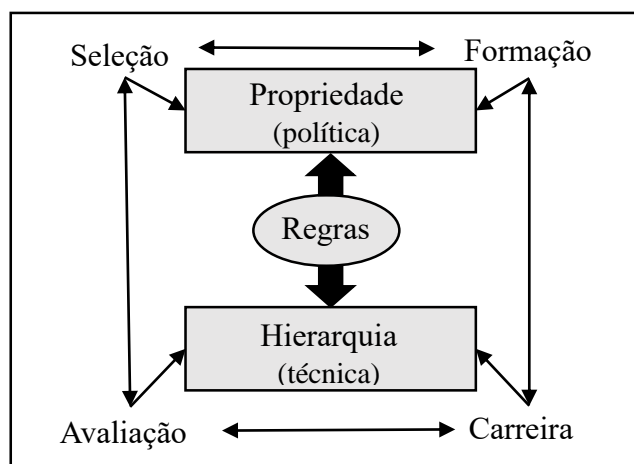 Seleção
Formação
Propriedade
(política)
Regras
Hierarquia
(técnica)
Avaliação
Carreira